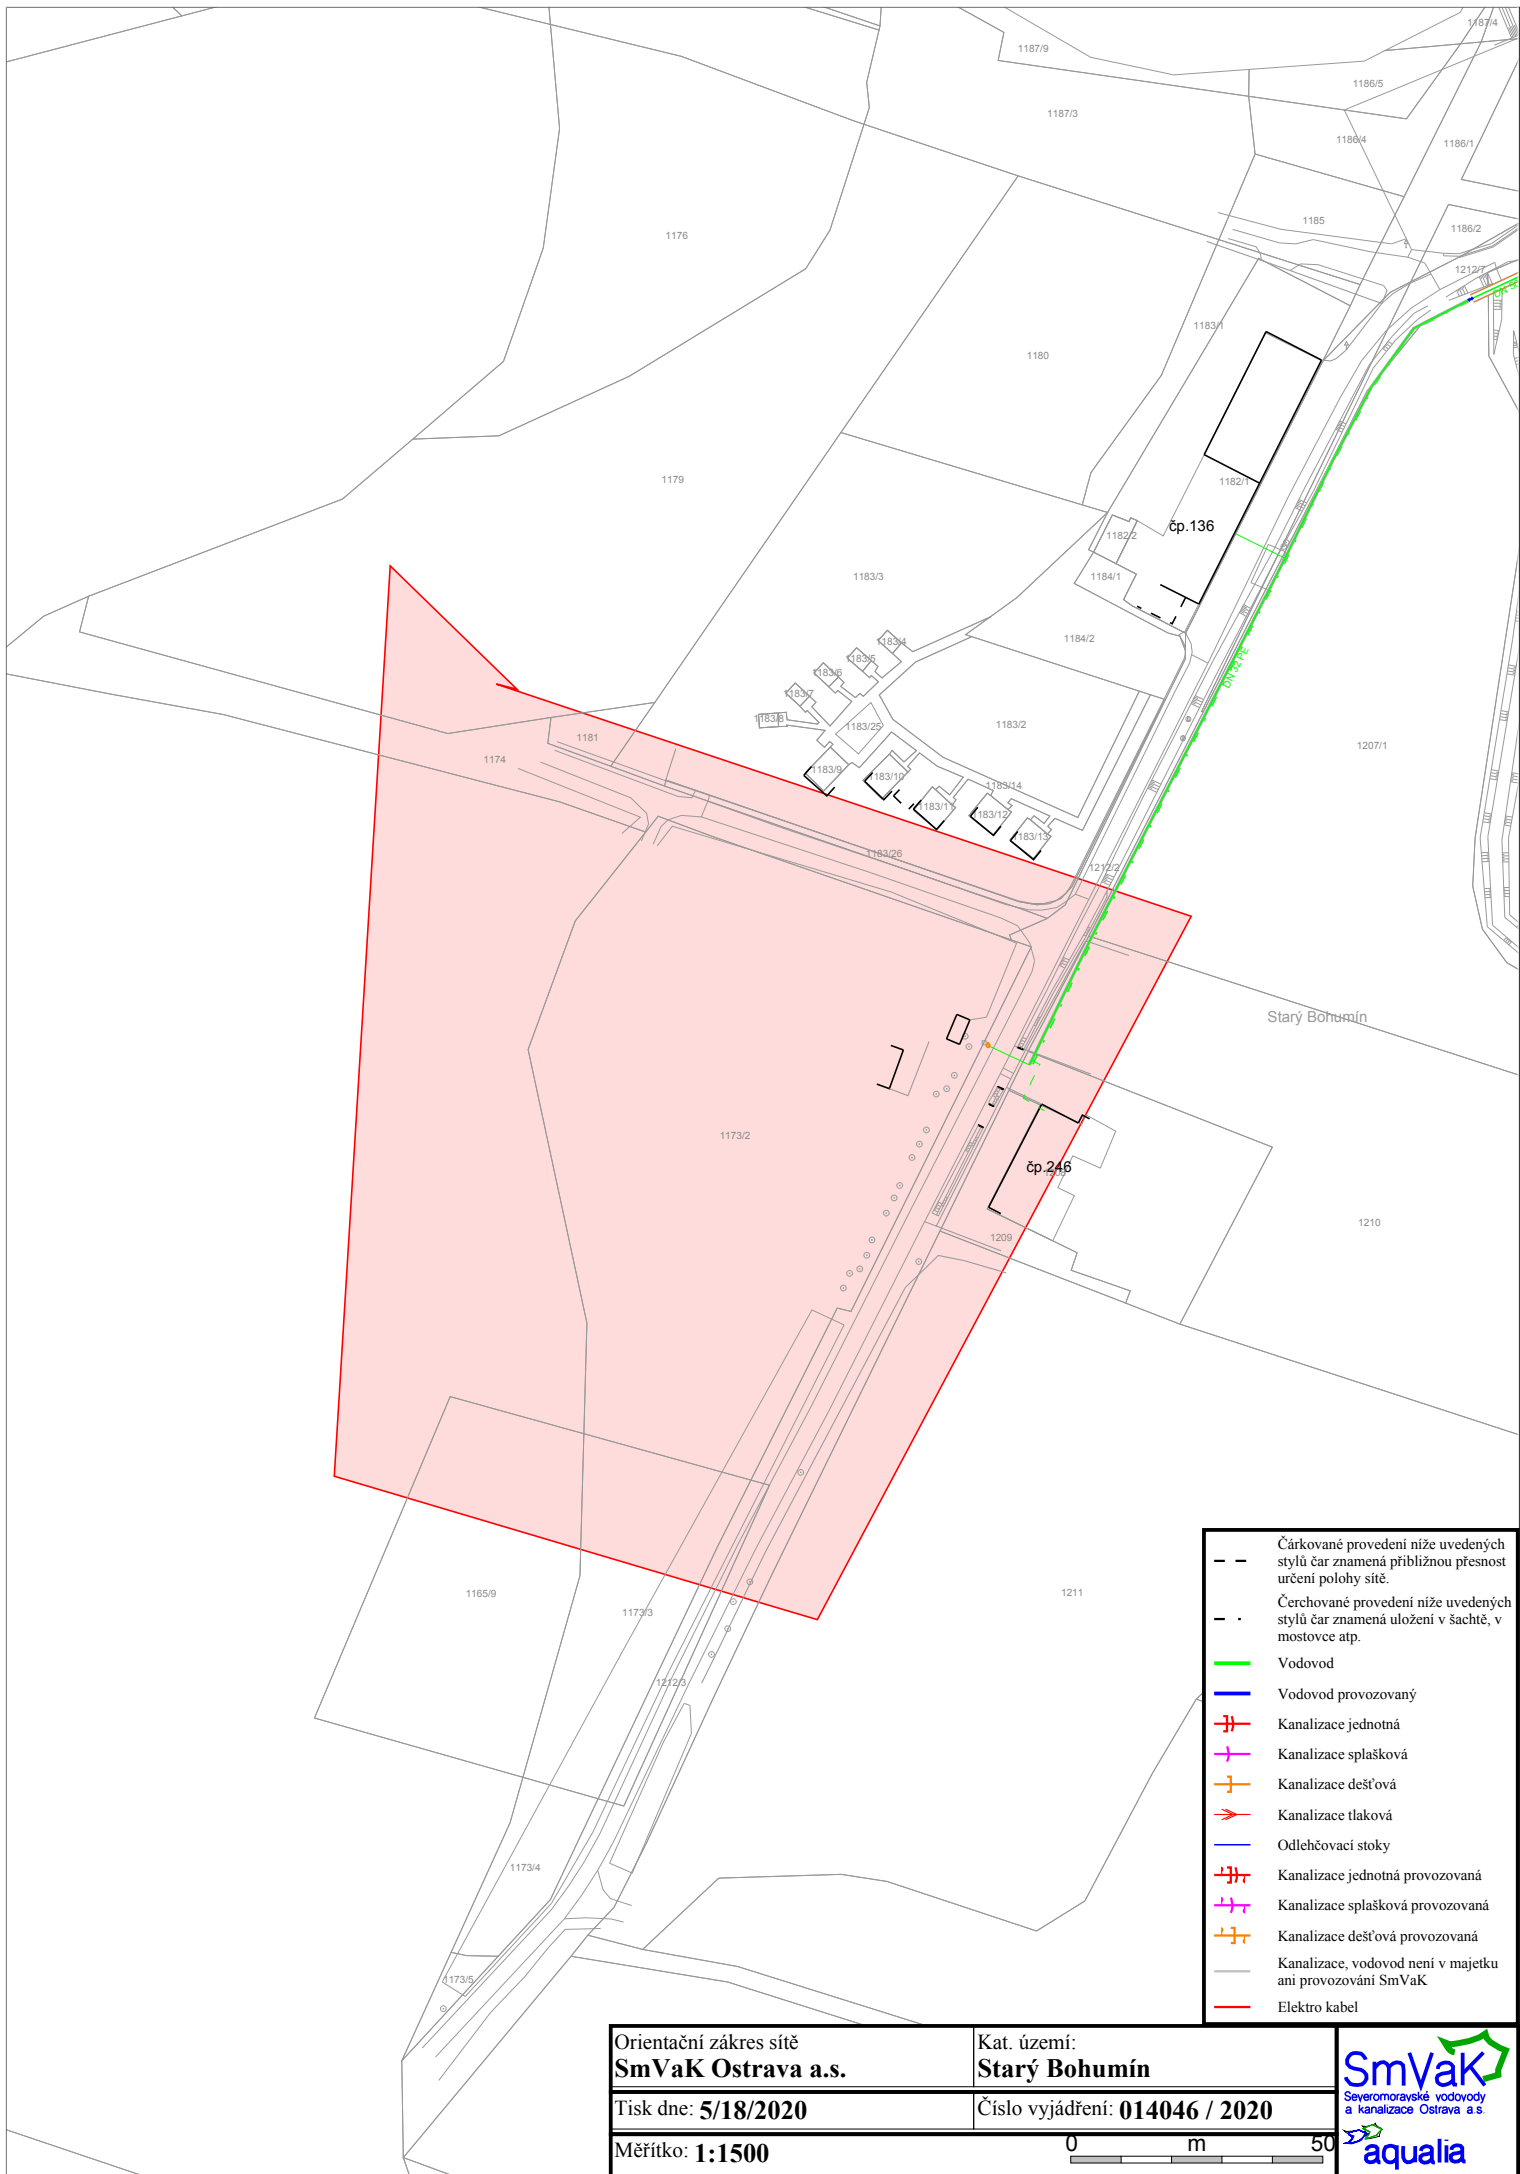 1187/4
1187/9
1186/5
1187/3
1186/4
1186/1
1185
1186/2
1176
1212/7
DN 50
1183/1
1180
1179
1182/1
čp.136
1182/2
1183/3
1184/1
1184/2
1183/4
1183/5
1183/6
DN 32 PE
1183/7
1183/8
1183/25
1183/2
1181
1207/1
1174
1183/9
1183/10
1183/14
1183/11
1183/12
1183/13
1183/26
1212/2
Starý Bohumín
1173/2
čp.246
1210
1209
1165/9
1173/3
1211
1212/3
1173/4
1173/5
Čárkované provedení níže uvedených
stylů čar znamená přibližnou přesnost
určení polohy sítě.
Čerchované provedení níže uvedených
stylů čar znamená uložení v šachtě, v
mostovce atp.
Vodovod
Vodovod provozovaný
Kanalizace jednotná
Kanalizace splašková
Kanalizace dešťová
Kanalizace tlaková
Odlehčovací stoky
Kanalizace jednotná provozovaná
Kanalizace splašková provozovaná
Kanalizace dešťová provozovaná
Kanalizace, vodovod není v majetku
ani provozování SmVaK
Elektro kabel
Orientační zákres sítě
SmVaK Ostrava a.s.
Kat. území:
Starý Bohumín
Tisk dne: 5/18/2020
Číslo vyjádření: 014046 / 2020
Měřítko: 1:1500
0 m 50
SmVaK
Severomoravské vodovody
a kanalizace Ostrava a.s.
aqualia